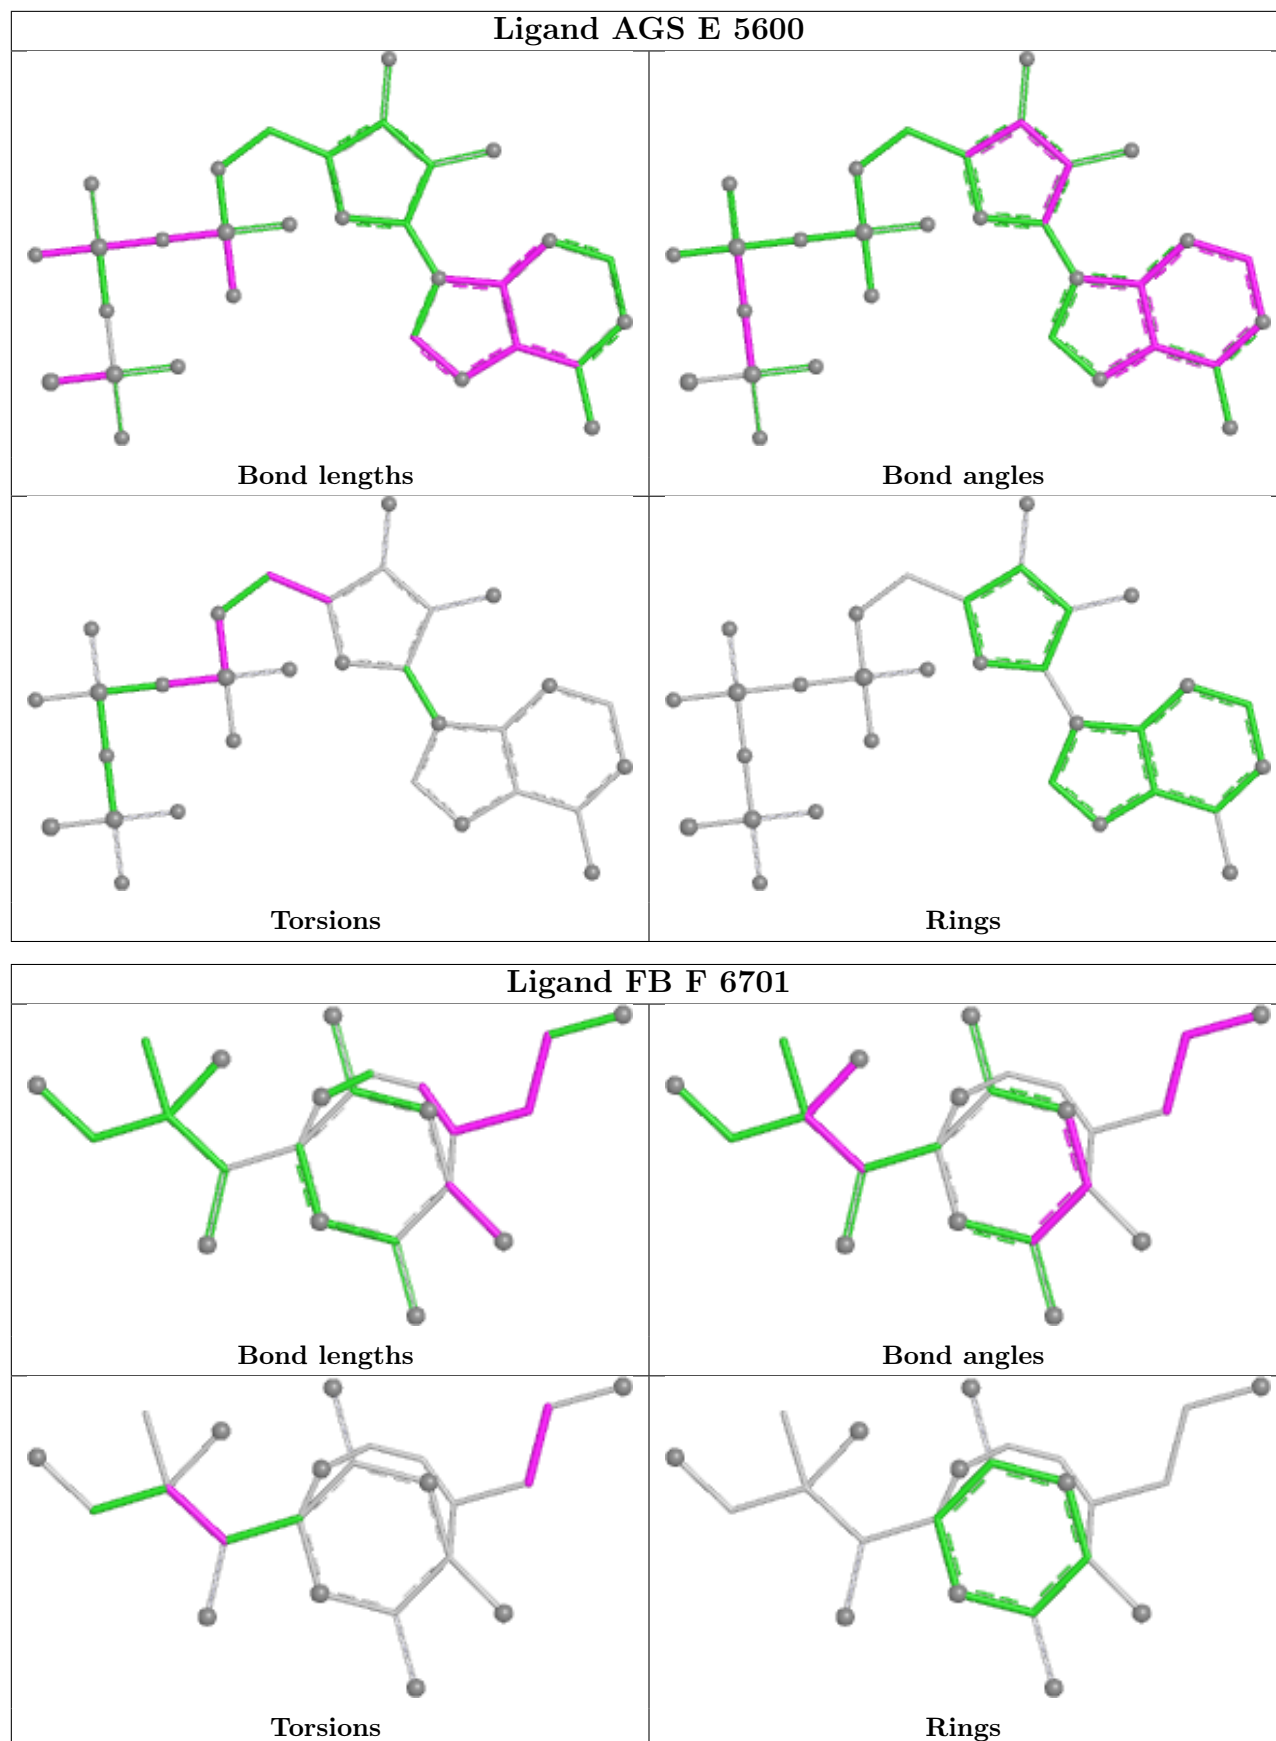 Ligand AGS E 5600
Bond lengths
Bond angles
Torsions
Rings
Ligand FB F 6701
Bond lengths
Bond angles
Torsions
Rings